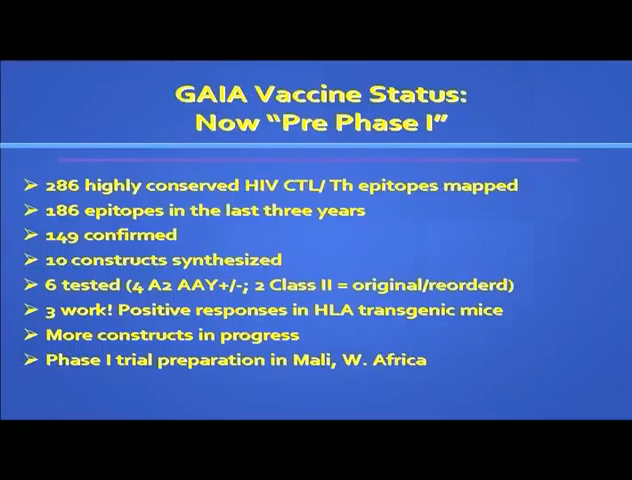 GAIA Vaccine Status:
Now “Pre Phase I”
➢ 286 highly conserved HIV CTL/ Th epitopes mapped
➢ 186 epitopes in the last three years
➢ 149 confirmed
➢ 10 constructs synthesized
➢ 6 tested (4 A2 AAY+/-; 2 Class II = original/reorderd)
➢ 3 work! Positive responses in HLA transgenic mice
➢ More constructs in progress
➢ Phase I trial preparation in Mali, W. Africa